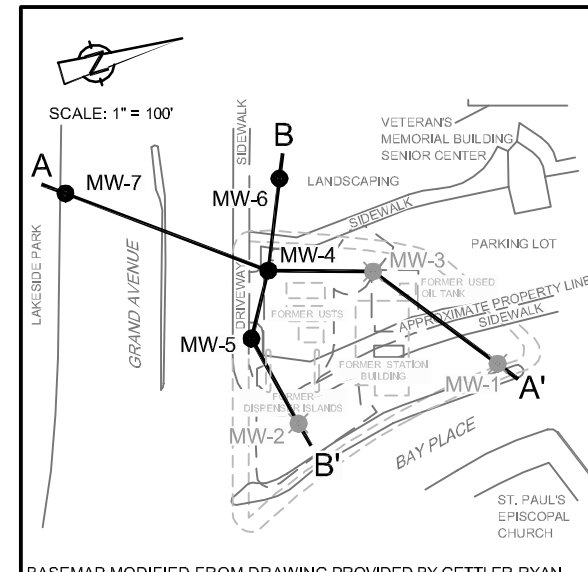 Z
SCALE: 1" = 100'
A
MW-7
LAKESIDE PARK
GRAND AVENUE
SIDEWALK
B
MW-6
LANDSCAPING
VETERAN'S
MEMORIAL BUILDING
SENIOR CENTER
SIDEWALK
PARKING LOT
MW-4
MW-3
FORMER USED
OIL TANK
DRIVEWAY
FORMER USTS
APPROXIMATE PROPERTY LINE
SIDEWALK
MW-5
FORMER STATION
BUILDING
MW-1
A'
FORMER
DISPENSER ISLANDS
MW-2
B'
BAY PLACE
ST. PAUL'S
EPISCOPAL
CHURCH
BASEMAP MODIFIED FROM DRAWING PROVIDED BY GETTLER-RYAN